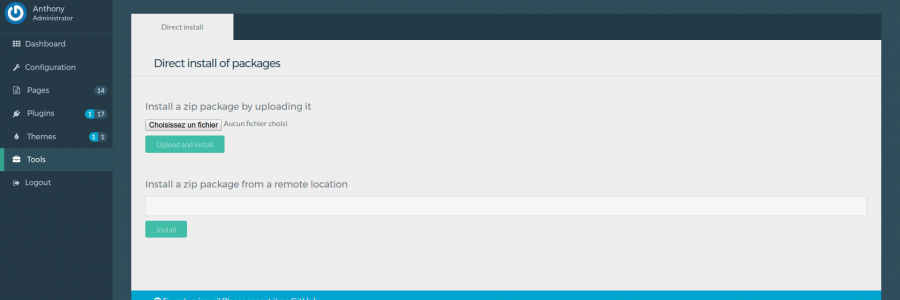 Anthony
Administrator
Dashboard
Configuration
Pages 14
Plugins 1 17
Themes 1 1
Tools
Logout
Direct install
Direct install of packages
Install a zip package by uploading it
Choisissez un fichier Aucun fichier choisi
Upload and install
Install a zip package from a remote location
Install